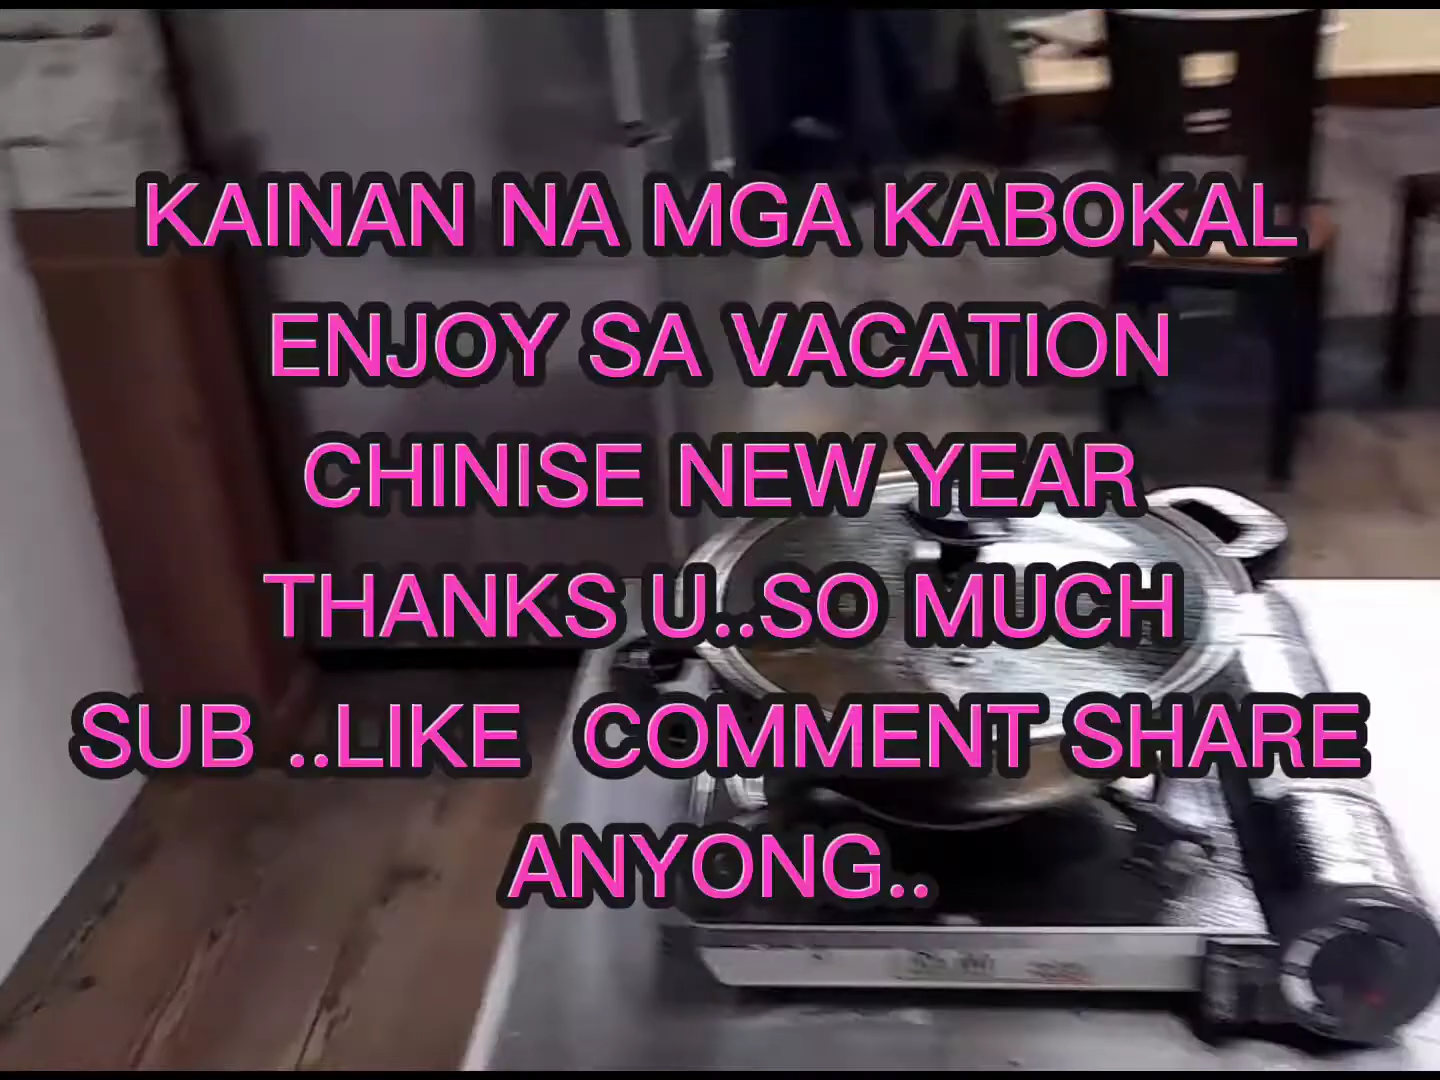 KAINAN NA MGA KABOKAL
ENJOY SA VACATION
CHINISE NEW YEAR
THANKS U..SO MUCH
SUB ..LIKE  COMMENT SHARE
ANYONG..